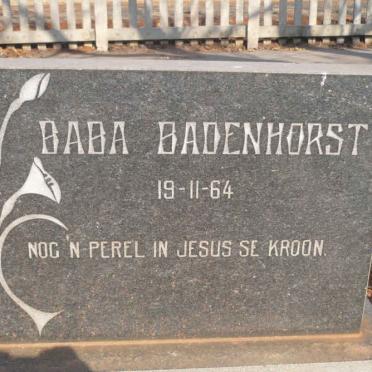 BABA BADENHORST
19-11-64
NOG 'N PEREL IN JESUS SE KROON.